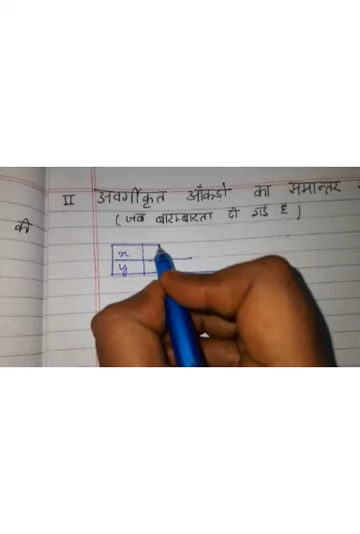 II अवर्गीकृत आँकडो का समान्तर
(जब बारम्बारता दी गई है)
की
x
y